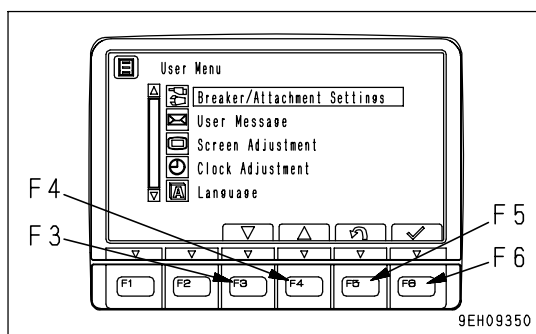 User Menu
Breaker/Attachment Settings
User Message
Screen Adjustment
Clock Adjustment
A Language
F4
F3
F5
F6
F1 F2 F3 F4 F5 F6
9EH09350